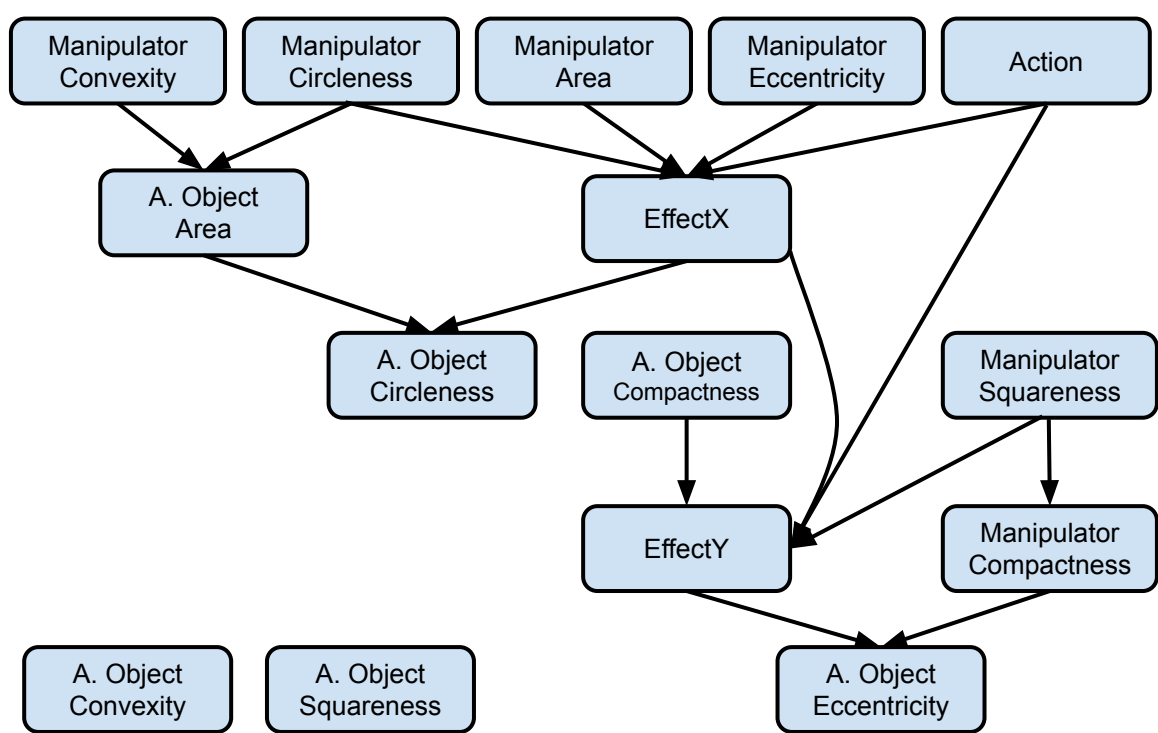 Manipulator
Convexity
Manipulator
Circleness
Manipulator
Area
Manipulator
Eccentricity
Action
A. Object
Area
EffectX
A. Object
Circleness
A. Object
Compactness
Manipulator
Squareness
EffectY
Manipulator
Compactness
A. Object
Convexity
A. Object
Squareness
A. Object
Eccentricity